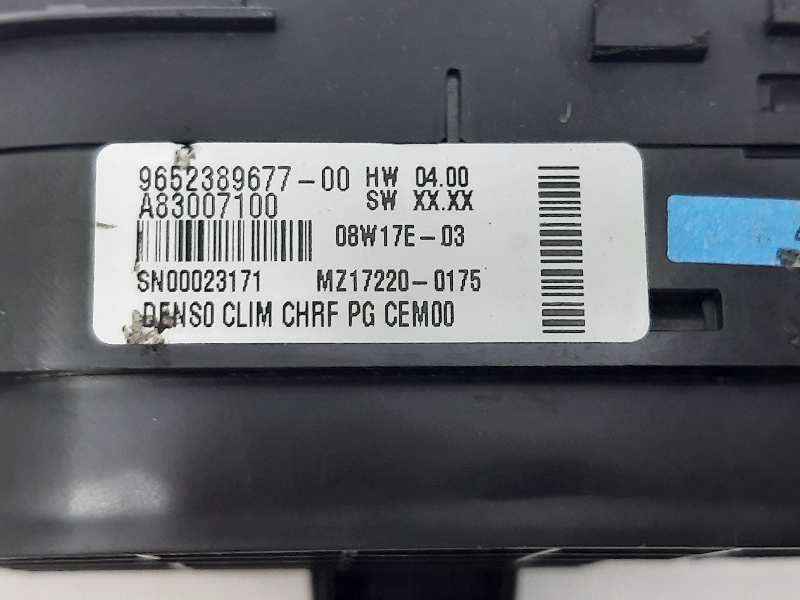 9652389677-00 HW 04.00
A83007100 SW XX.XX
08W17E-03
SN00023171 MZ17220-0175
DENSO CLIM CHRF PG CEM00